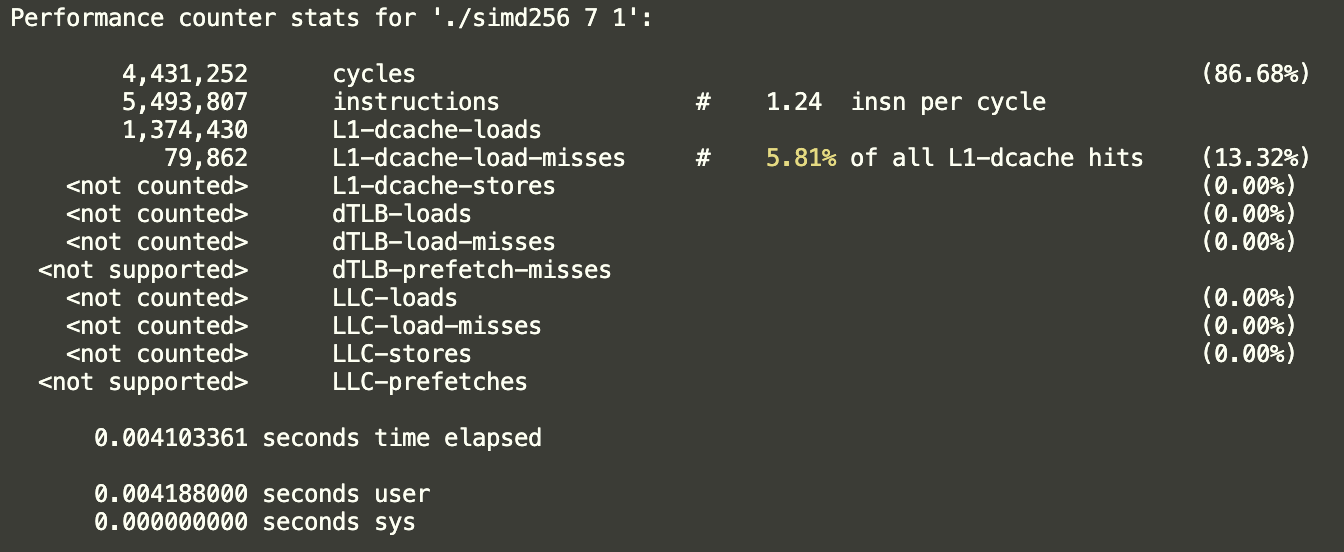 Performance counter stats for './simd256 7 1':
4,431,252 cycles (86.68%)
5,493,807 instructions # 1.24 insn per cycle
1,374,430 L1-dcache-loads
79,862 L1-dcache-load-misses # 5.81% of all L1-dcache hits (13.32%)
<not counted> L1-dcache-stores (0.00%)
<not counted> dTLB-loads (0.00%)
<not counted> dTLB-load-misses (0.00%)
<not supported> dTLB-prefetch-misses
<not counted> LLC-loads (0.00%)
<not counted> LLC-load-misses (0.00%)
<not counted> LLC-stores (0.00%)
<not supported> LLC-prefetches
0.004103361 seconds time elapsed
0.004188000 seconds user
0.000000000 seconds sys